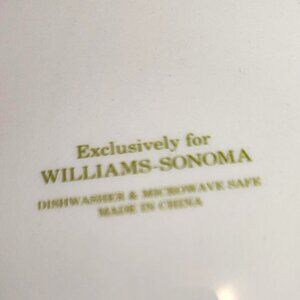 Exclusively for
WILLIAMS-SONOMA
DISHWASHER & MICROWAVE SAFE
MADE IN CHINA